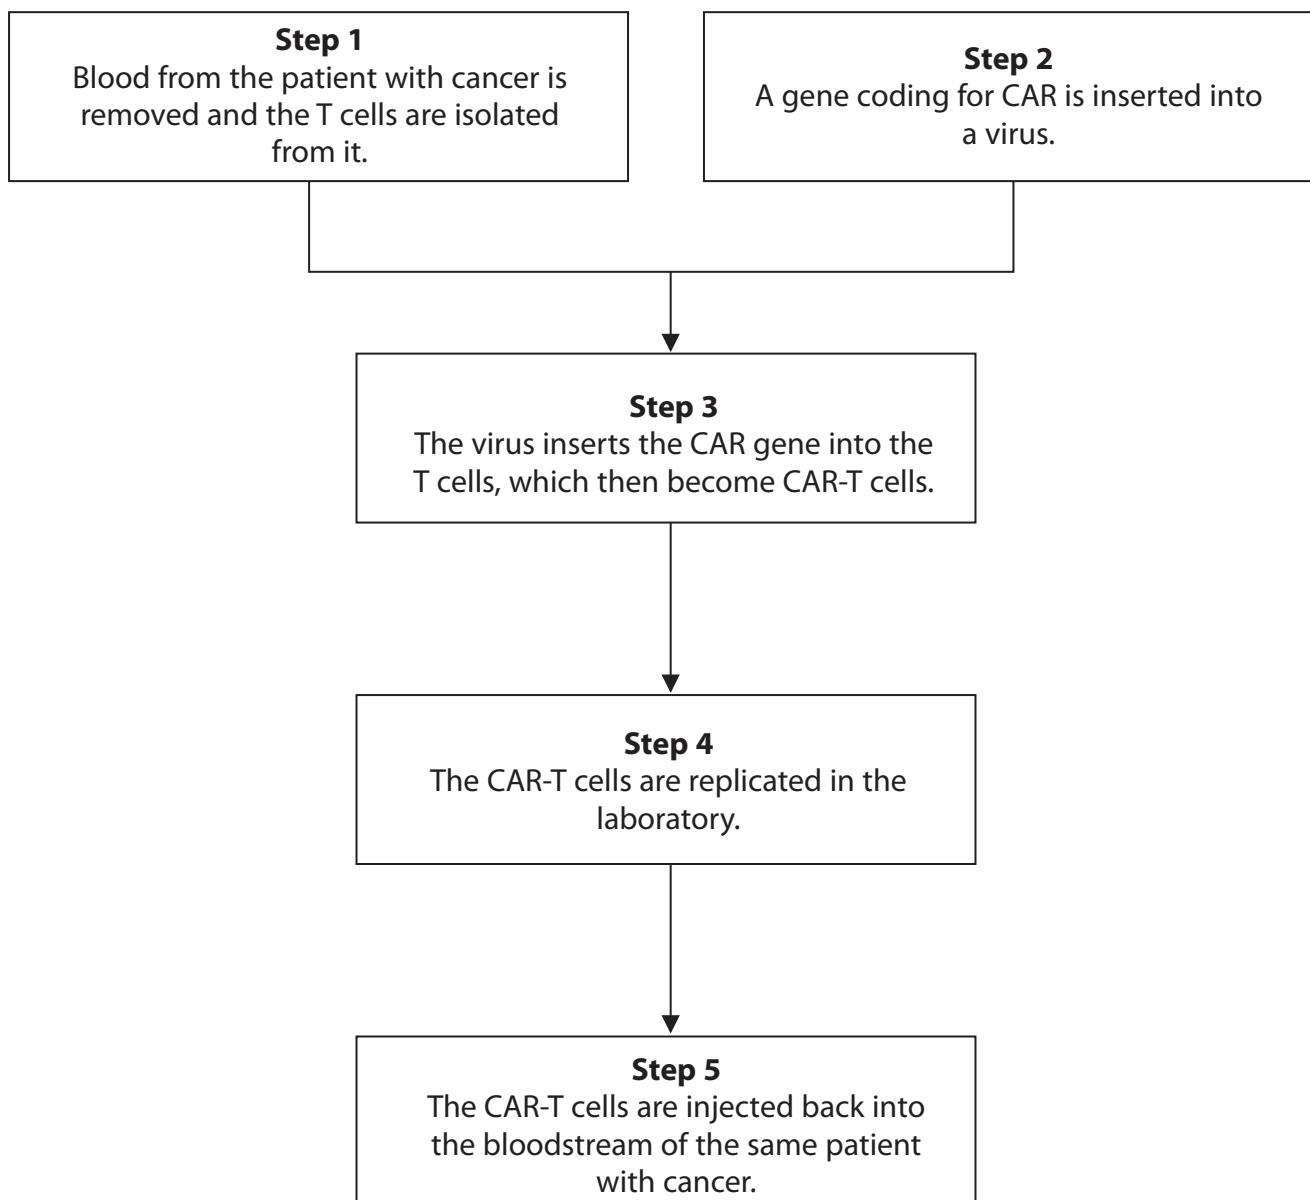 Step 1
Blood from the patient with cancer is
removed and the T cells are isolated
from it.
Step 2
A gene coding for CAR is inserted into
a virus.
Step 3
The virus inserts the CAR gene into the
T cells, which then become CAR-T cells.
Step 4
The CAR-T cells are replicated in the
laboratory.
Step 5
The CAR-T cells are injected back into
the bloodstream of the same patient
with cancer.